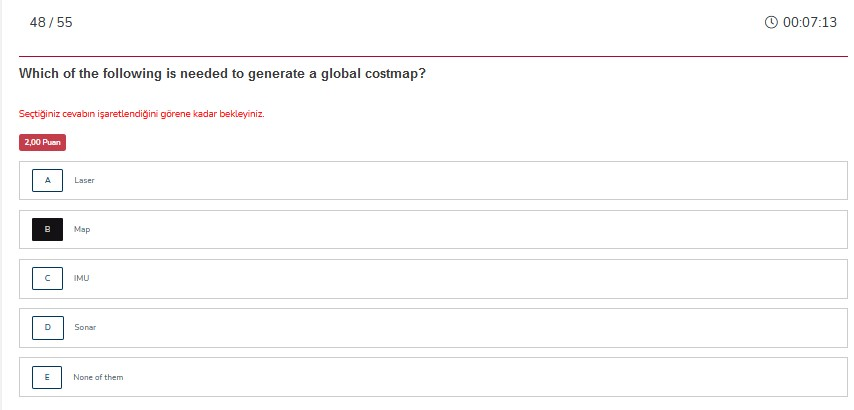 48 / 55
00:07:13
Which of the following is needed to generate a global costmap?
Seçtiğiniz cevabın işaretlendiğini görene kadar bekleyiniz.
2,00 Puan
A Laser
B Map
C IMU
D Sonar
E None of them